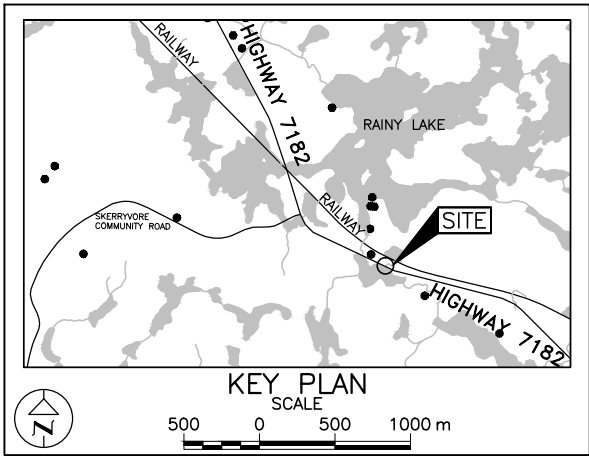 RAILWAY
HIGHWAY 7182
RAINY LAKE
RAILWAY
SKERRYVORE
COMMUNITY ROAD
SITE
HIGHWAY 7182
KEY PLAN
SCALE
500 0 500 1000 m
N